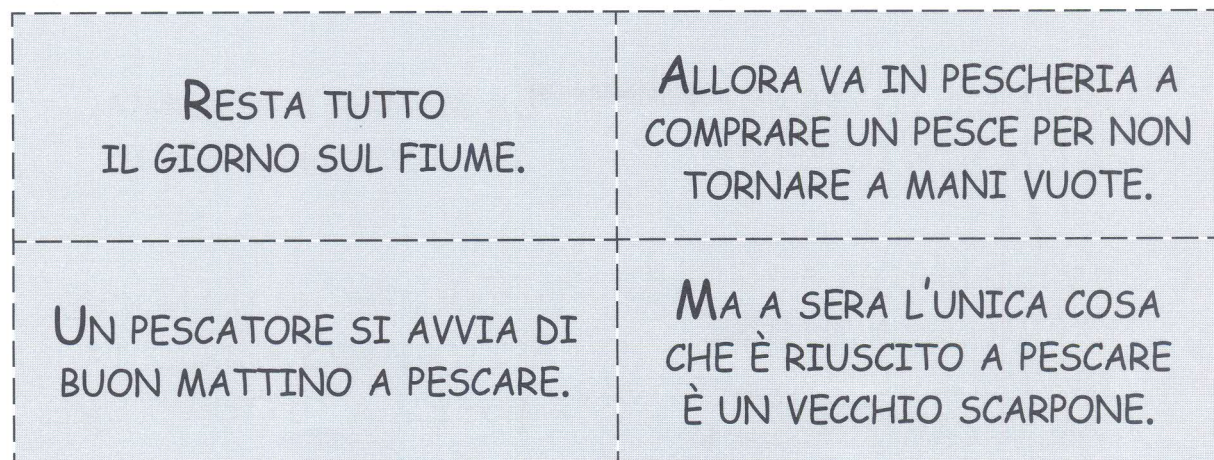 RESTA TUTTO
IL GIORNO SUL FIUME.
ALLORA VA IN PESCHERIA A
COMPRARE UN PESCE PER NON
TORNARE A MANI VUOTE.
UN PESCATORE SI AVVIA DI
BUON MATTINO A PESCARE.
MA A SERA L'UNICA COSA
CHE È RIUSCITO A PESCARE
È UN VECCHIO SCARPONE.